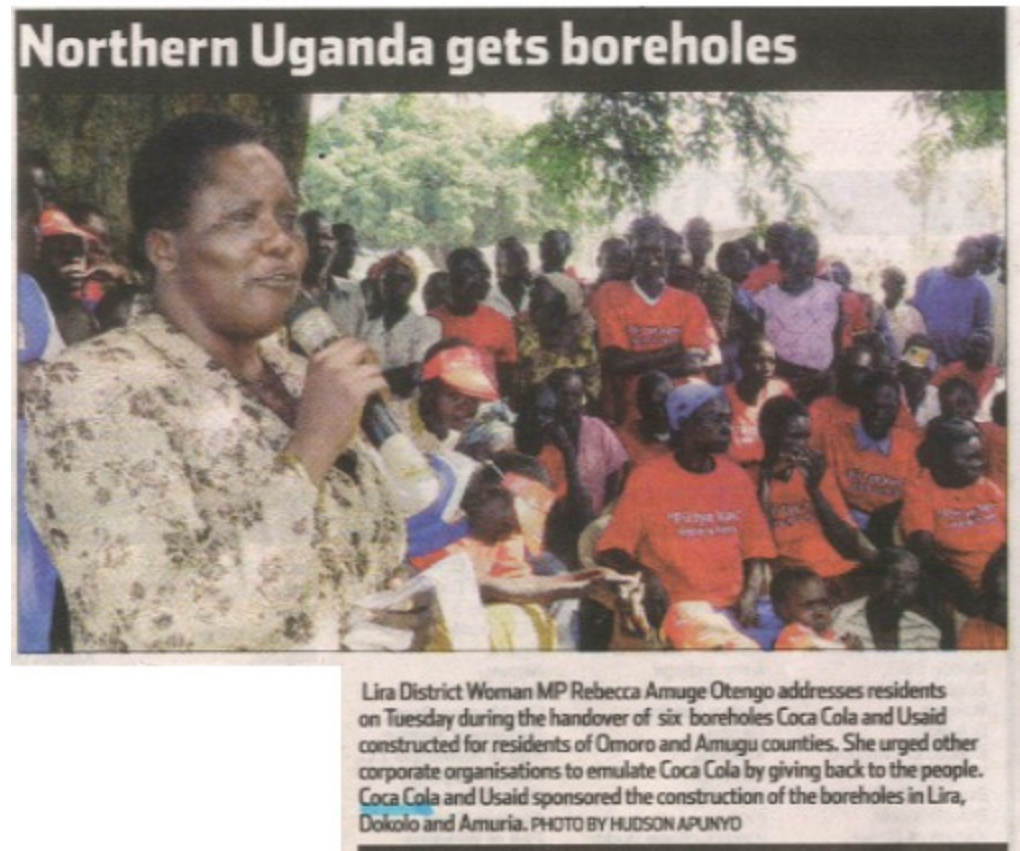 Northern Uganda gets boreholes
Lira District Woman MP Rebecca Amuge Otengo addresses residents
on Tuesday during the handover of six boreholes Coca Cola and Usaid
constructed for residents of Omoro and Amugu counties. She urged other
corporate organisations to emulate Coca Cola by giving back to the people.
Coca Cola and Usaid sponsored the construction of the boreholes in Lira,
Dokolo and Amuria. PHOTO BY HUDSON APUNYO